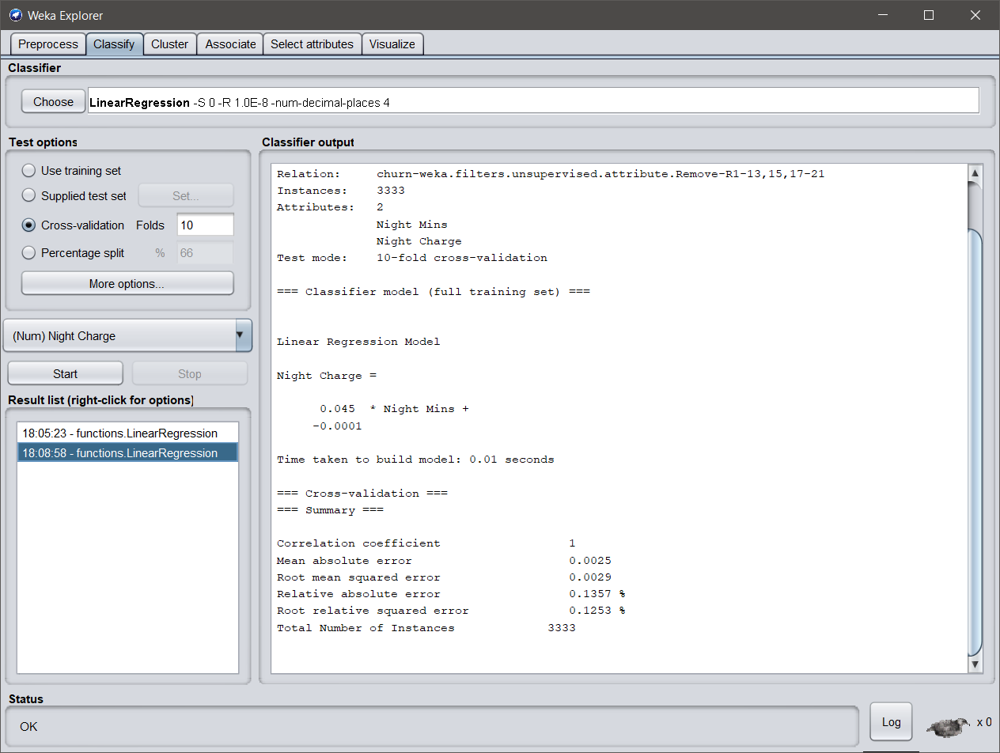 Weka Explorer
Preprocess Classify Cluster Associate Select attributes Visualize
Classifier
Choose LinearRegression -S 0 -R 1.0E-8 -num-decimal-places 4
Test options
Use training set
Supplied test set Set...
Cross-validation Folds 10
Percentage split % 66
More options...
(Num) Night Charge
Start Stop
Result list (right-click for options)
18:05:23 - functions.LinearRegression
18:08:58 - functions.LinearRegression
Classifier output
Relation: churn-weka.filters.unsupervised.attribute.Remove-R1-13,15,17-21
Instances: 3333
Attributes: 2
Night Mins
Night Charge
Test mode: 10-fold cross-validation
=== Classifier model (full training set) ===
Linear Regression Model
Night Charge =
0.045 * Night Mins +
-0.0001
Time taken to build model: 0.01 seconds
=== Cross-validation ===
=== Summary ===
Correlation coefficient 1
Mean absolute error 0.0025
Root mean squared error 0.0029
Relative absolute error 0.1357 %
Root relative squared error 0.1253 %
Total Number of Instances 3333
Status
OK
Log
x 0